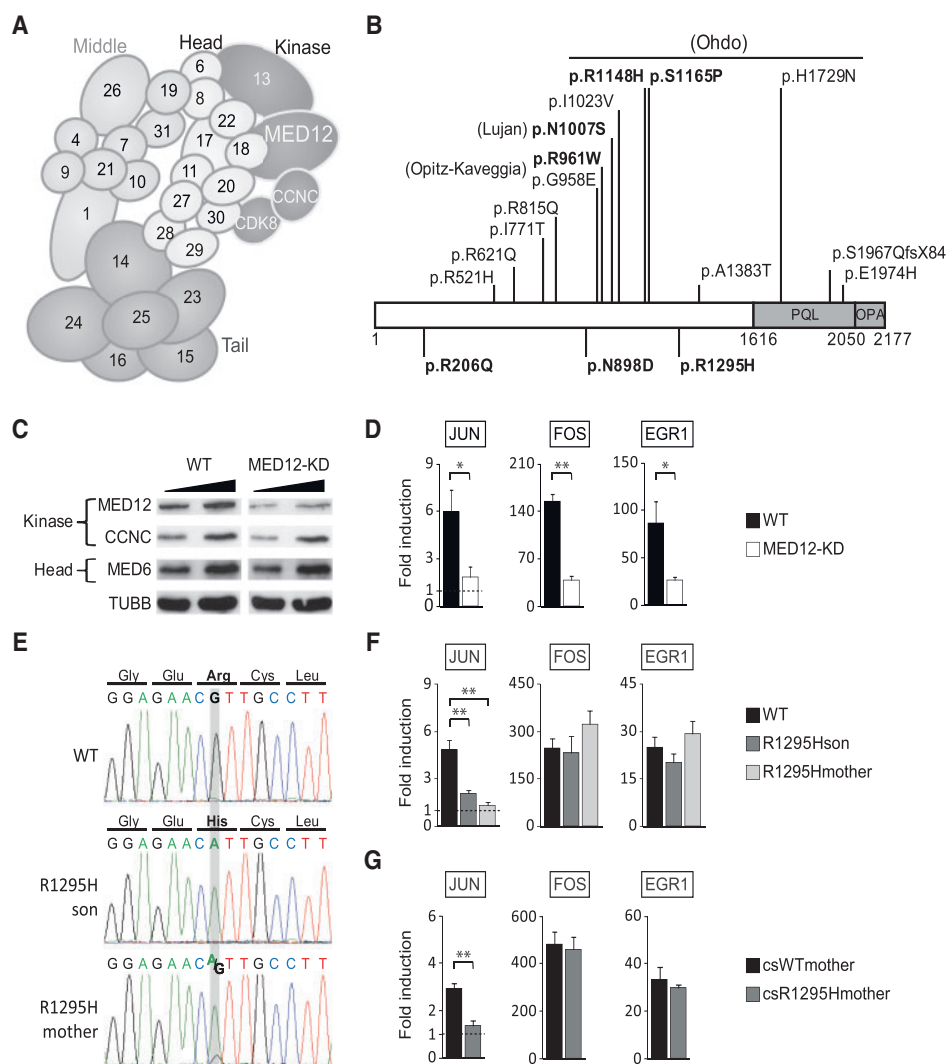 A
Middle
Head
Kinase
6
13
26
19
8
22
MED12
4
31
17
18
7
9
21
10
11
20
CCNC
27
1
30
CDK8
28
29
14
23
24
25
Tail
16
15
B
(Ohdo)
p.R1148H p.S1165P
p.H1729N
p.I1023V
(Lujan) p.N1007S
p.R961W
(Opitz-Kaveggia)
p.G958E
p.R815Q
p.I771T
p.R621Q
p.R521H
p.A1383T
p.S1967QfsX84
p.E1974H
PQL
OPA
1
1616
2050
2177
p.R206Q
p.N898D
p.R1295H
C
WT
MED12-KD
Kinase
MED12
CCNC
Head
MED6
TUBB
D
JUN
FOS
EGR1
Fold induction
9
6
3
1
0
*
210
140
70
0
**
150
100
50
0
*
WT
MED12-KD
E
Gly Glu Arg Cys Leu
G G A G A A C G T T G C C T T
WT
Gly Glu His Cys Leu
G G A G A A C A T T G C C T T
R1295H
son
G G A G A A C A G T T G C C T T
R1295H
mother
F
JUN
FOS
EGR1
Fold induction
9
6
3
1
0
**
**
450
300
150
0
45
30
15
0
WT
R1295Hson
R1295Hmother
G
JUN
FOS
EGR1
Fold induction
6
4
2
1
0
**
600
400
200
0
60
40
20
0
csWTmother
csR1295Hmother